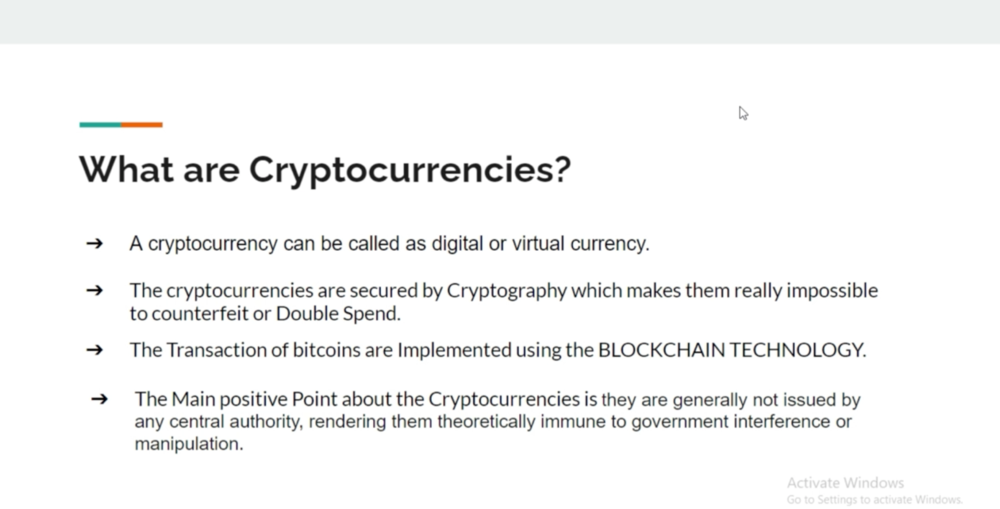 What are Cryptocurrencies?
➔ A cryptocurrency can be called as digital or virtual currency.
➔ The cryptocurrencies are secured by Cryptography which makes them really impossible
to counterfeit or Double Spend.
➔ The Transaction of bitcoins are Implemented using the BLOCKCHAIN TECHNOLOGY.
➔ The Main positive Point about the Cryptocurrencies is they are generally not issued by
any central authority, rendering them theoretically immune to government interference or
manipulation.
Activate Windows
Go to Settings to activate Windows.